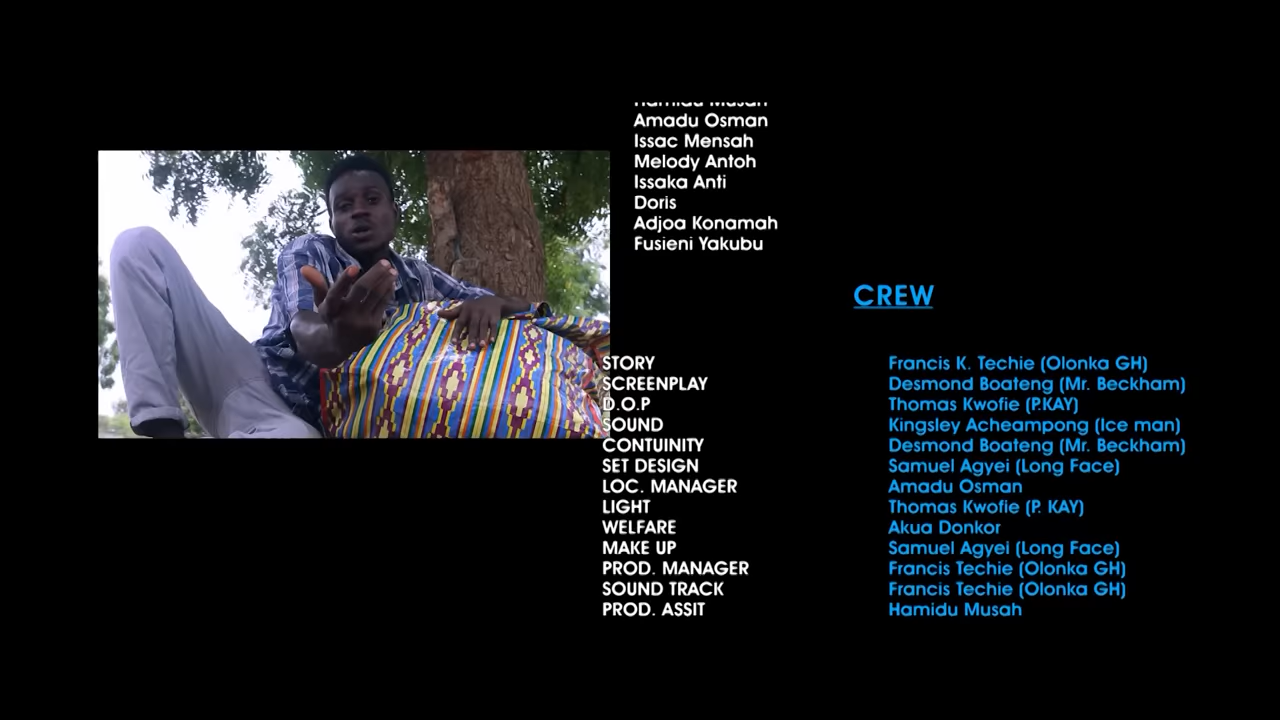 Hamidu Musah
Amadu Osman
Issac Mensah
Melody Antoh
Issaka Anti
Doris
Adjoa Konamah
Fusieni Yakubu
CREW
STORY Francis K. Techie (Olonka GH)
SCREENPLAY Desmond Boateng (Mr. Beckham)
D.O.P Thomas Kwofie (P.KAY)
SOUND Kingsley Acheampong (Ice man)
CONTUINITY Desmond Boateng (Mr. Beckham)
SET DESIGN Samuel Agyei (Long Face)
LOC. MANAGER Amadu Osman
LIGHT Thomas Kwofie (P. KAY)
WELFARE Akua Donkor
MAKE UP Samuel Agyei (Long Face)
PROD. MANAGER Francis Techie (Olonka GH)
SOUND TRACK Francis Techie (Olonka GH)
PROD. ASSIT Hamidu Musah